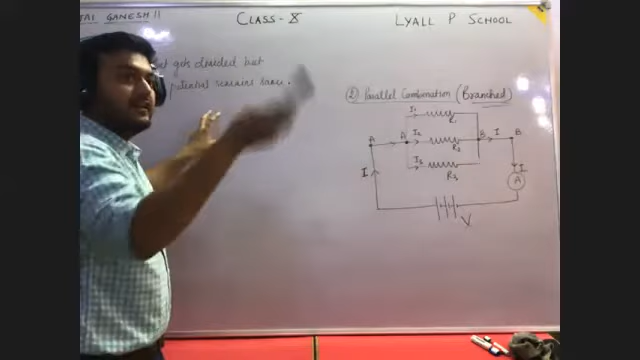 TAI GANESH !!
CLASS-X
LYALL P SCHOOL
gets divided but
potential remains same.
② Parallel Combination (Branched)
I₁
R₁
A
A
I₂
R₂
B
I
B
I₃
R₃
I
I
A
V